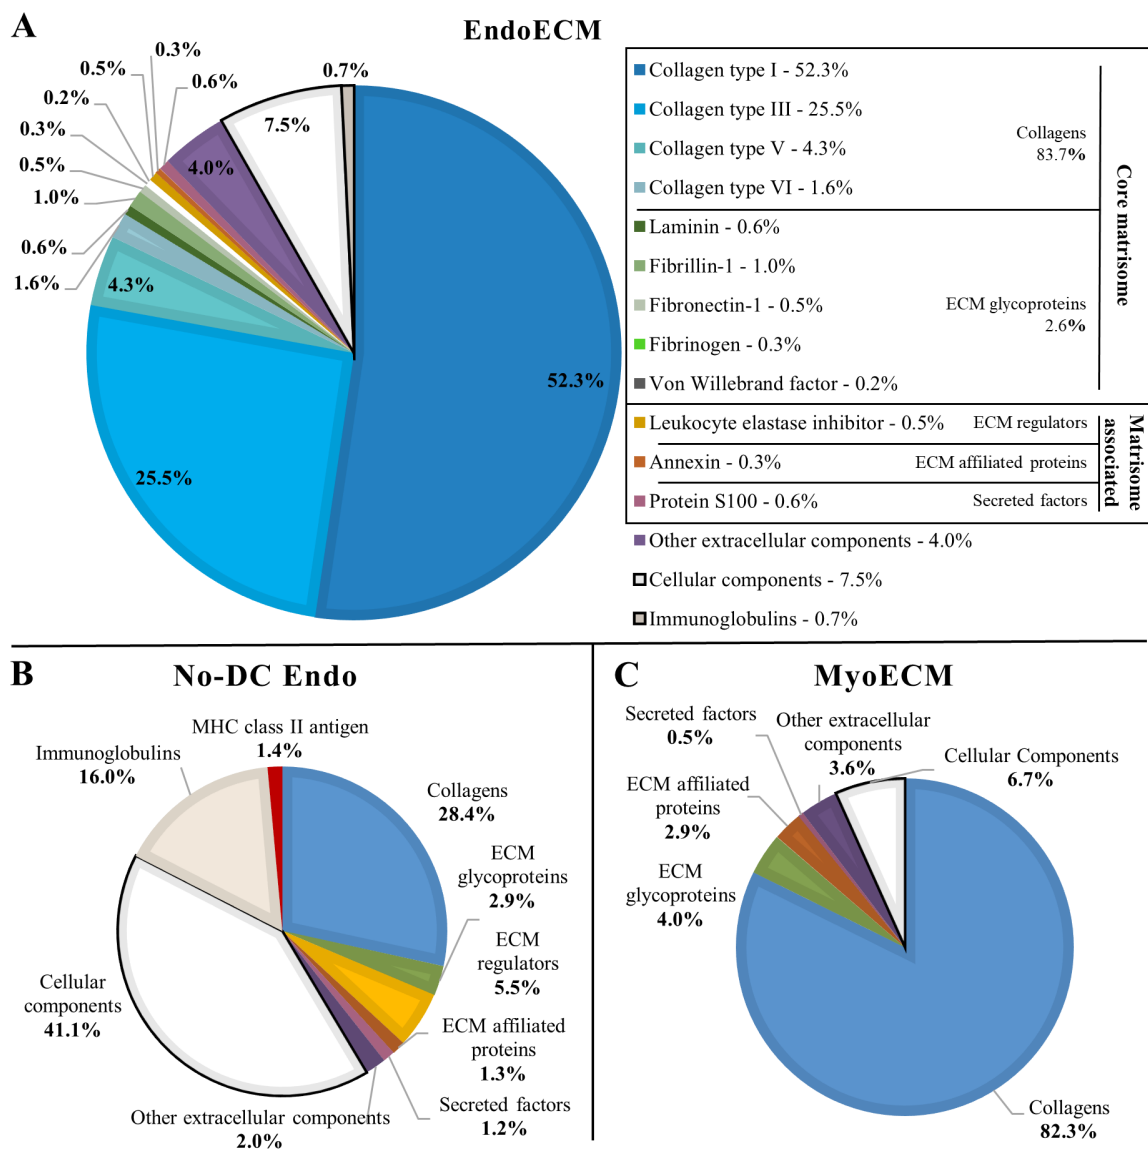 A
EndoECM
0.3%
0.5%
0.6%
0.7%
0.2%
0.3%
7.5%
0.5%
4.0%
1.0%
0.6%
1.6%
4.3%
52.3%
25.5%
Collagen type I - 52.3%
Collagen type III - 25.5%
Collagen type V - 4.3%
Collagen type VI - 1.6%
Collagens
83.7%
Laminin - 0.6%
Fibrillin-1 - 1.0%
Fibronectin-1 - 0.5%
Fibrinogen - 0.3%
Von Willebrand factor - 0.2%
ECM glycoproteins
2.6%
Core matrisome
Leukocyte elastase inhibitor - 0.5%
ECM regulators
Annexin - 0.3%
ECM affiliated proteins
Protein S100 - 0.6%
Secreted factors
Matrisome
associated
Other extracellular components - 4.0%
Cellular components - 7.5%
Immunoglobulins - 0.7%
B
No-DC Endo
MHC class II antigen
1.4%
Immunoglobulins
16.0%
Collagens
28.4%
ECM
glycoproteins
2.9%
ECM
regulators
5.5%
Cellular
components
41.1%
ECM affiliated
proteins
1.3%
Secreted factors
1.2%
Other extracellular components
2.0%
C
MyoECM
Secreted factors
0.5%
Other extracellular
components
3.6%
Cellular Components
6.7%
ECM affiliated
proteins
2.9%
ECM
glycoproteins
4.0%
Collagens
82.3%